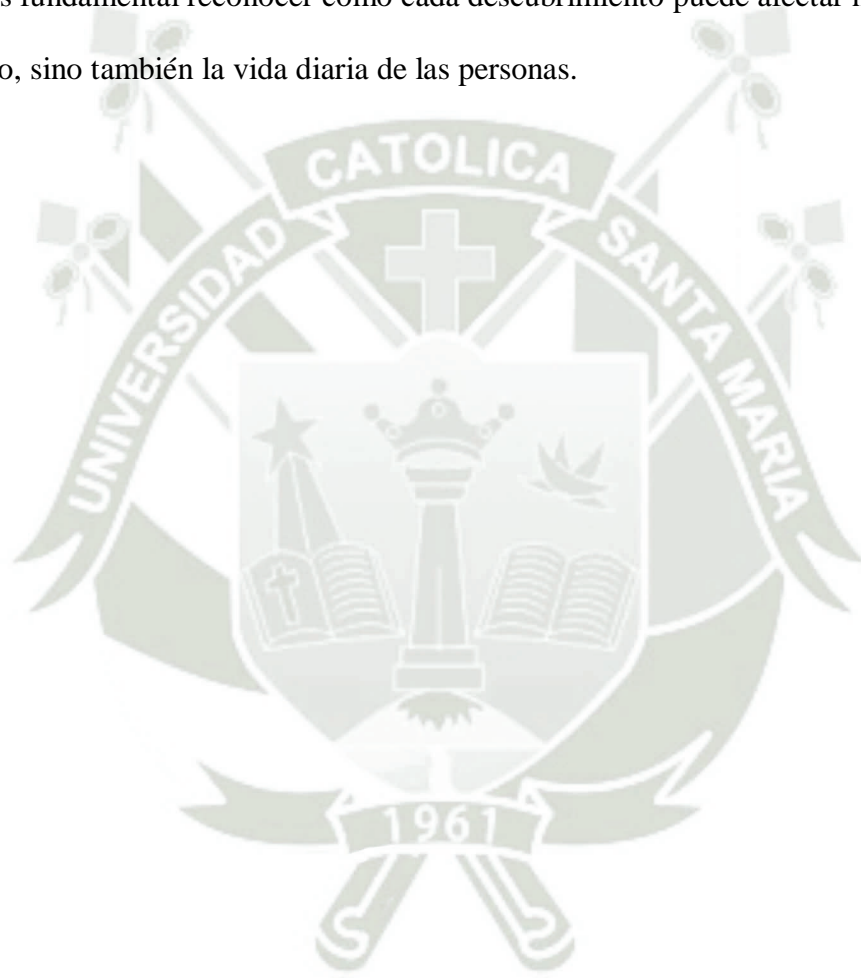 s fundamental reconocer cómo cada descubrimiento puede afectar
o, sino también la vida diaria de las personas.
UNIVERSIDAD CATOLICA SANTA MARIA
1961